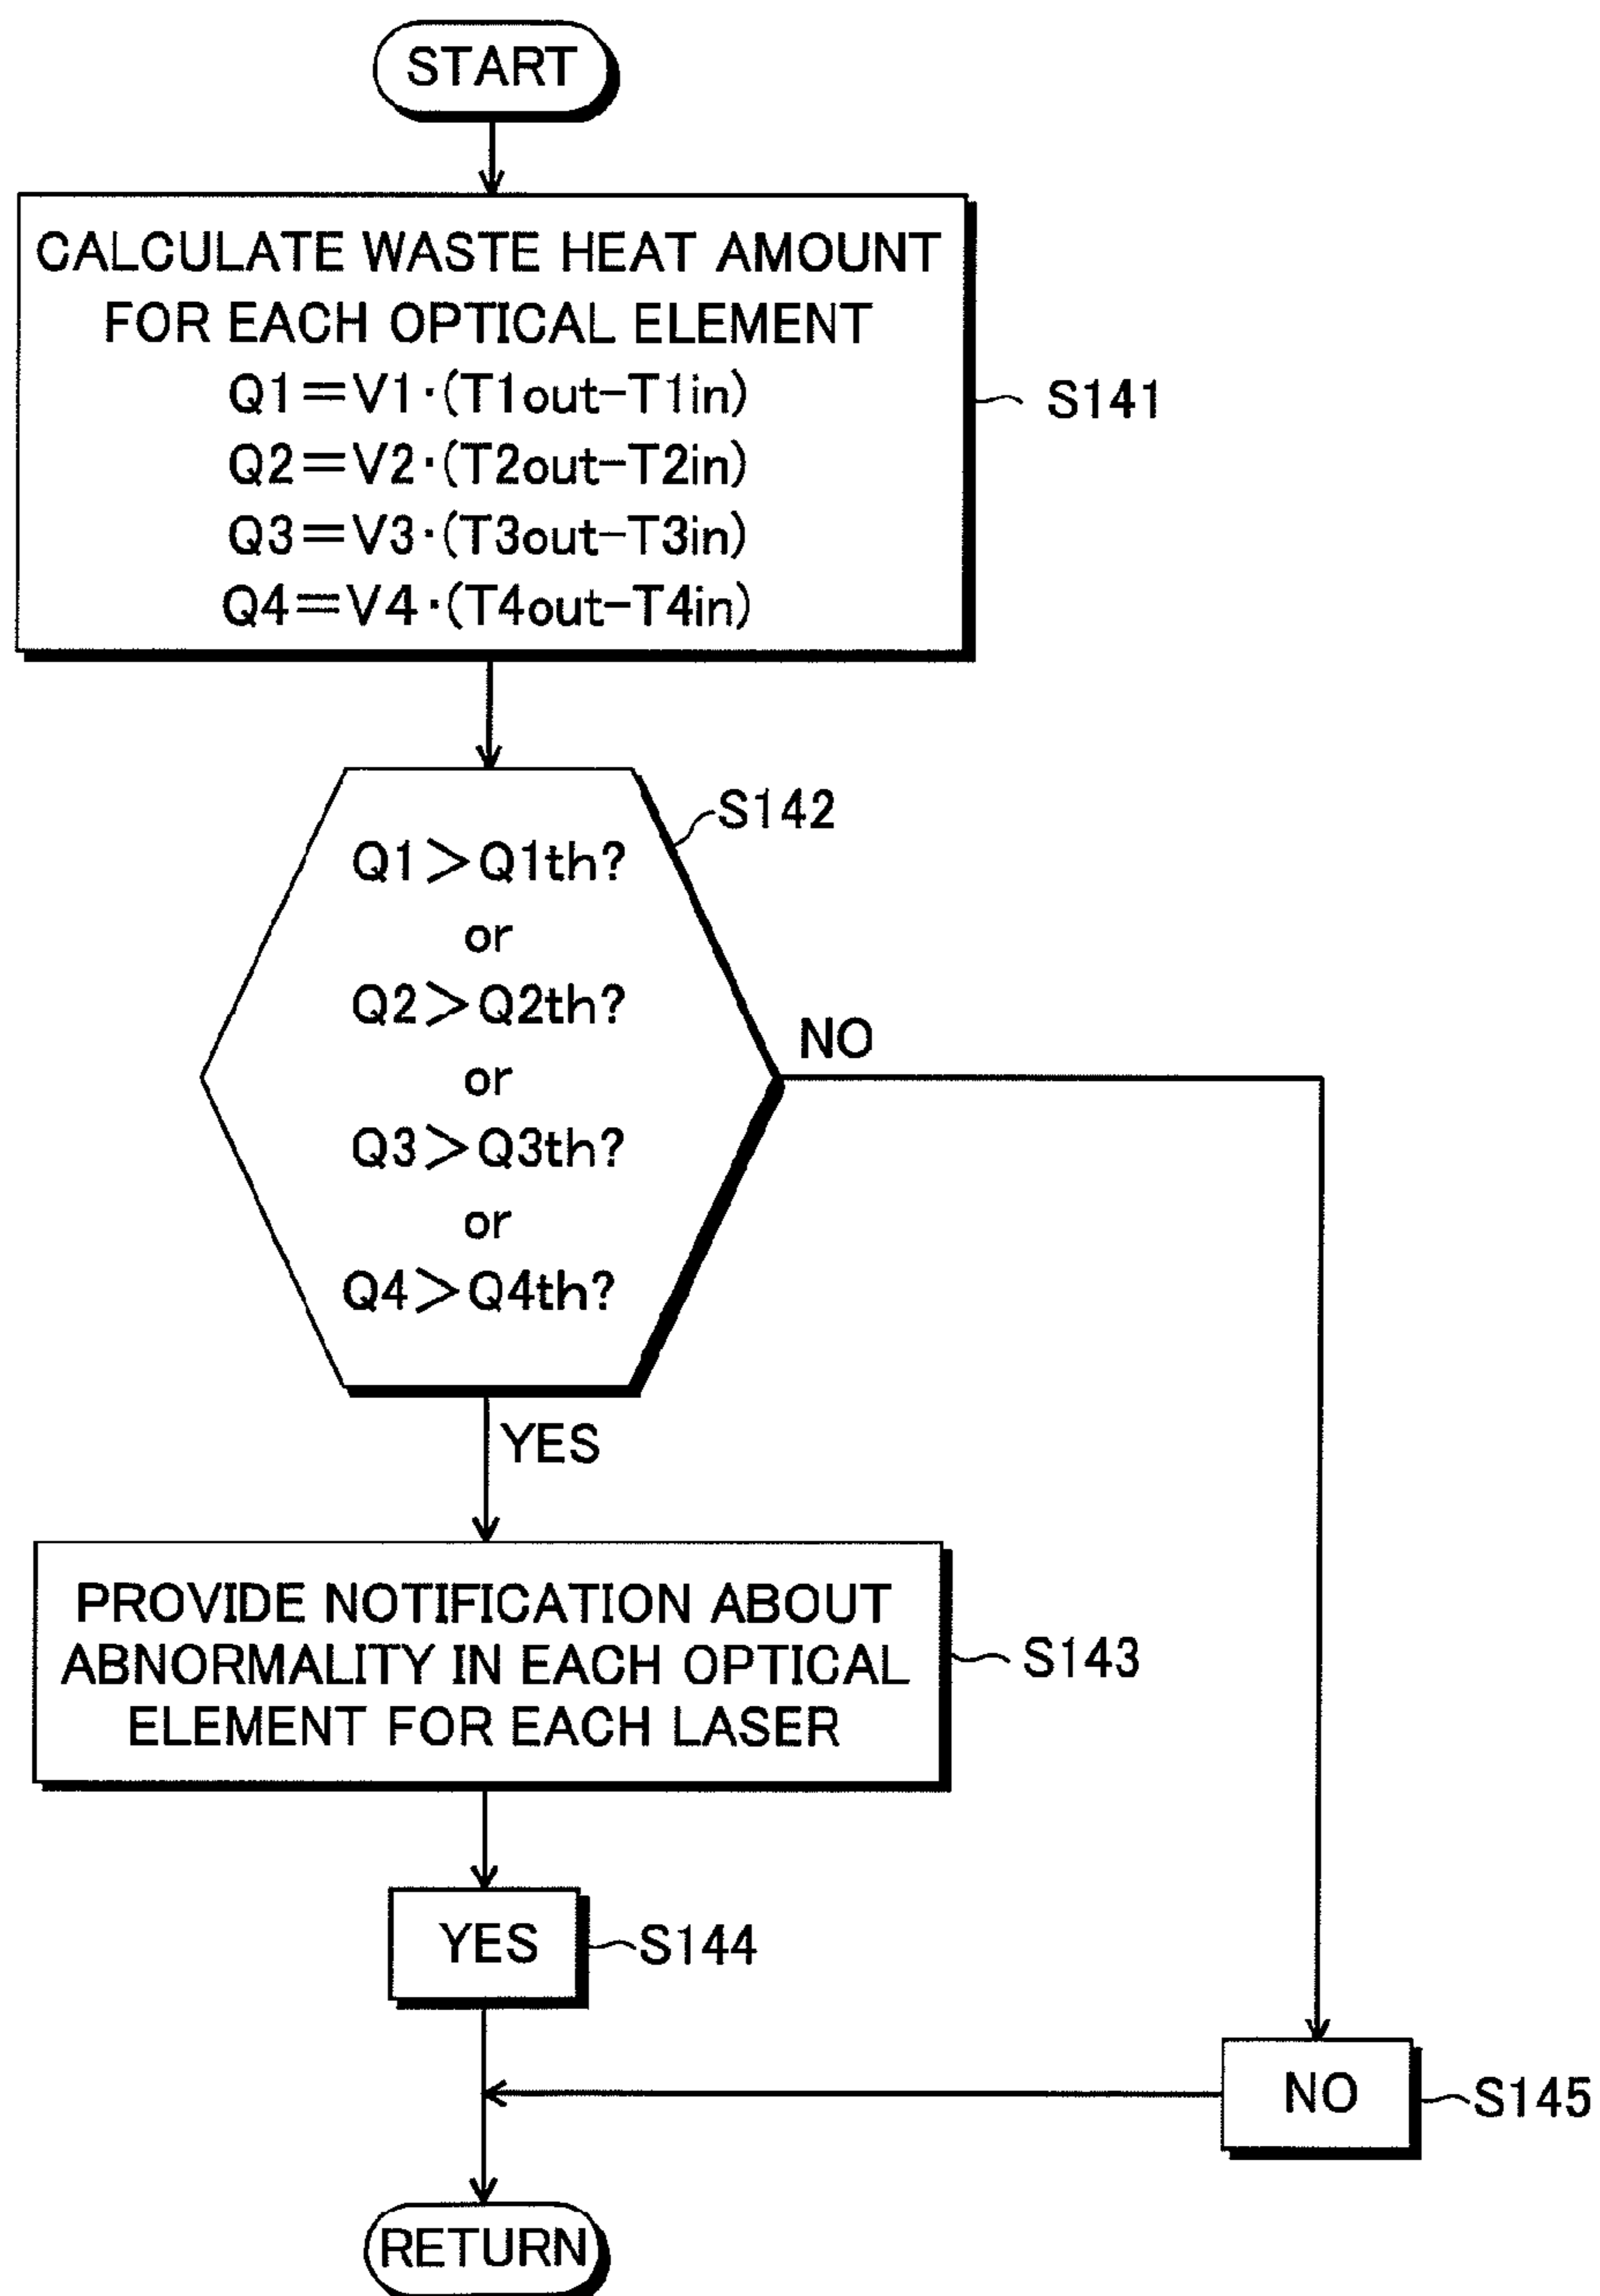 START
CALCULATE WASTE HEAT AMOUNT
FOR EACH OPTICAL ELEMENT
Q1=V1·(T1out-T1in)
Q2=V2·(T2out-T2in)
Q3=V3·(T3out-T3in)
Q4=V4·(T4out-T4in)
S141
S142
Q1>Q1th?
or
Q2>Q2th?
or
Q3>Q3th?
or
Q4>Q4th?
NO
YES
PROVIDE NOTIFICATION ABOUT
ABNORMALITY IN EACH OPTICAL
ELEMENT FOR EACH LASER
S143
YES
S144
NO
S145
RETURN